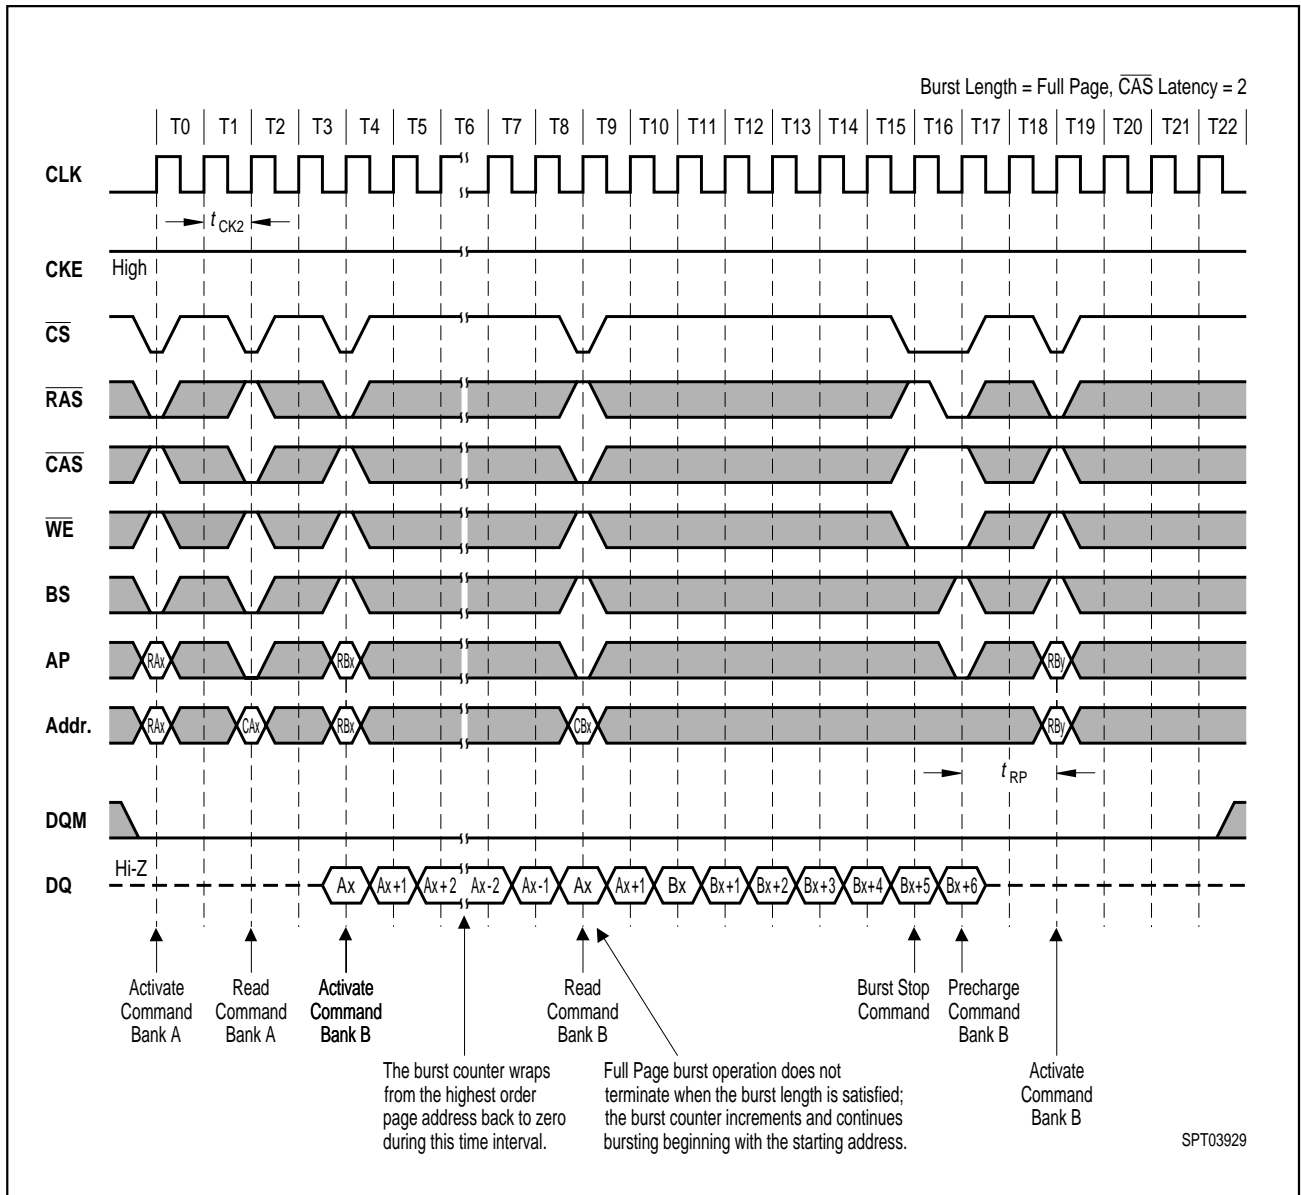 Burst Length = Full Page, CAS Latency = 2
T0 T1 T2 T3 T4 T5 T6 T7 T8 T9 T10 T11 T12 T13 T14 T15 T16 T17 T18 T19 T20 T21 T22
CLK
t CK2
CKE High
CS
RAS
CAS
WE
BS
AP RAx RBx RBy
Addr. RAx CAx RBx CBx RBy
t RP
DQM
Hi-Z
DQ Ax Ax+1 Ax+2 Ax-2 Ax-1 Ax Ax+1 Bx Bx+1 Bx+2 Bx+3 Bx+4 Bx+5 Bx+6
Activate
Command
Bank A
Read
Command
Bank A
Activate
Command
Bank B
Read
Command
Bank B
Burst Stop
Command
Precharge
Command
Bank B
The burst counter wraps
from the highest order
page address back to zero
during this time interval.
Full Page burst operation does not
terminate when the burst length is satisfied;
the burst counter increments and continues
bursting beginning with the starting address.
Activate
Command
Bank B
SPT03929